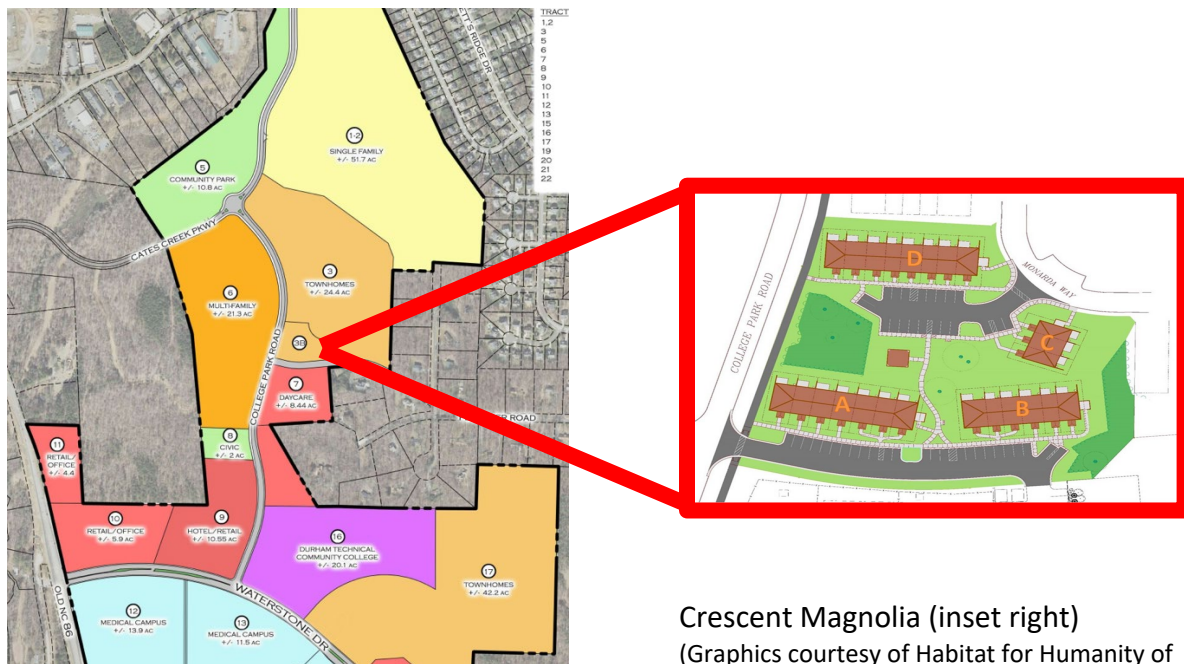 TRACT
1,2
3
5
6
7
8
9
10
11
12
13
15
16
17
19
20
21
22
ETT'S RIDGE DR
1-2
SINGLE FAMILY
+/- 51.7 AC
5
COMMUNITY PARK
+/- 10.8 AC
CATES CREEK PKWY
3
TOWNHOMES
+/- 24.4 AC
6
MULTI-FAMILY
+/- 21.3 AC
3B
COLLEGE PARK ROAD
7
DAYCARE
+/- 8.44 AC
ROAD
8
CIVIC
+/- 2 AC
11
RETAIL/
OFFICE
+/- 4.4
10
RETAIL/OFFICE
+/- 5.9 AC
9
HOTEL/RETAIL
+/- 10.55 AC
16
DURHAM TECHNICAL
COMMUNITY COLLEGE
+/- 20.1 AC
17
TOWNHOMES
+/- 42.2 AC
OLD NC 86
WATERSTONE DR
12
MEDICAL CAMPUS
+/- 13.9 AC
13
MEDICAL CAMPUS
+/- 11.5 AC
COLLEGE PARK ROAD
MONARDA WAY
D
C
A
B
Crescent Magnolia (inset right)
(Graphics courtesy of Habitat for Humanity of